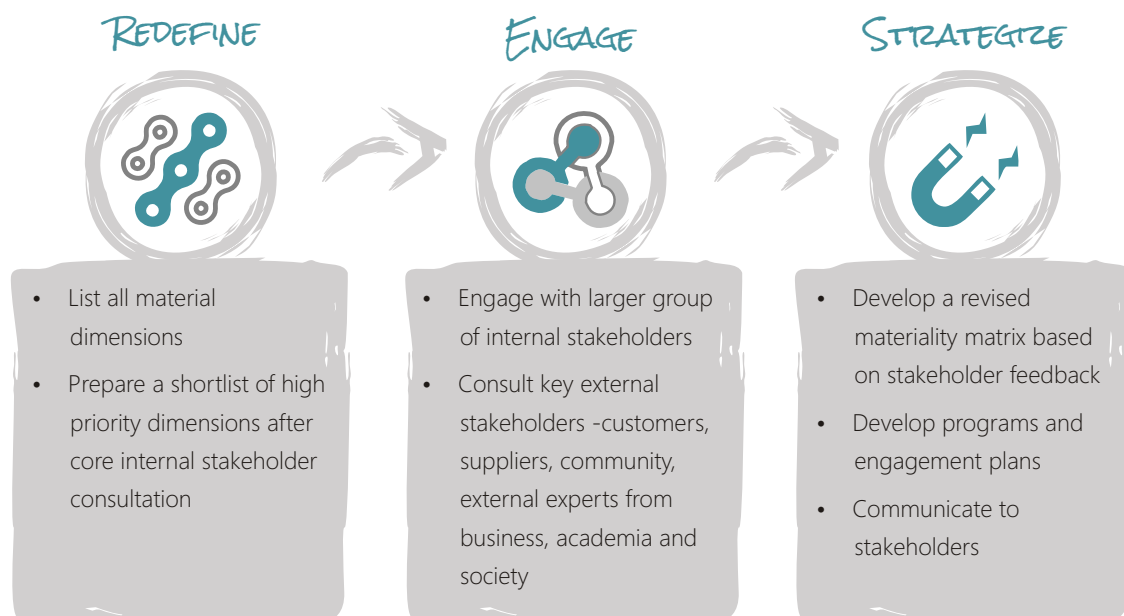 REDEFINE
ENGAGE
STRATEGIZE
• List all material
dimensions
• Prepare a shortlist of high
priority dimensions after
core internal stakeholder
consultation
• Engage with larger group
of internal stakeholders
• Consult key external
stakeholders -customers,
suppliers, community,
external experts from
business, academia and
society
• Develop a revised
materiality matrix based
on stakeholder feedback
• Develop programs and
engagement plans
• Communicate to
stakeholders